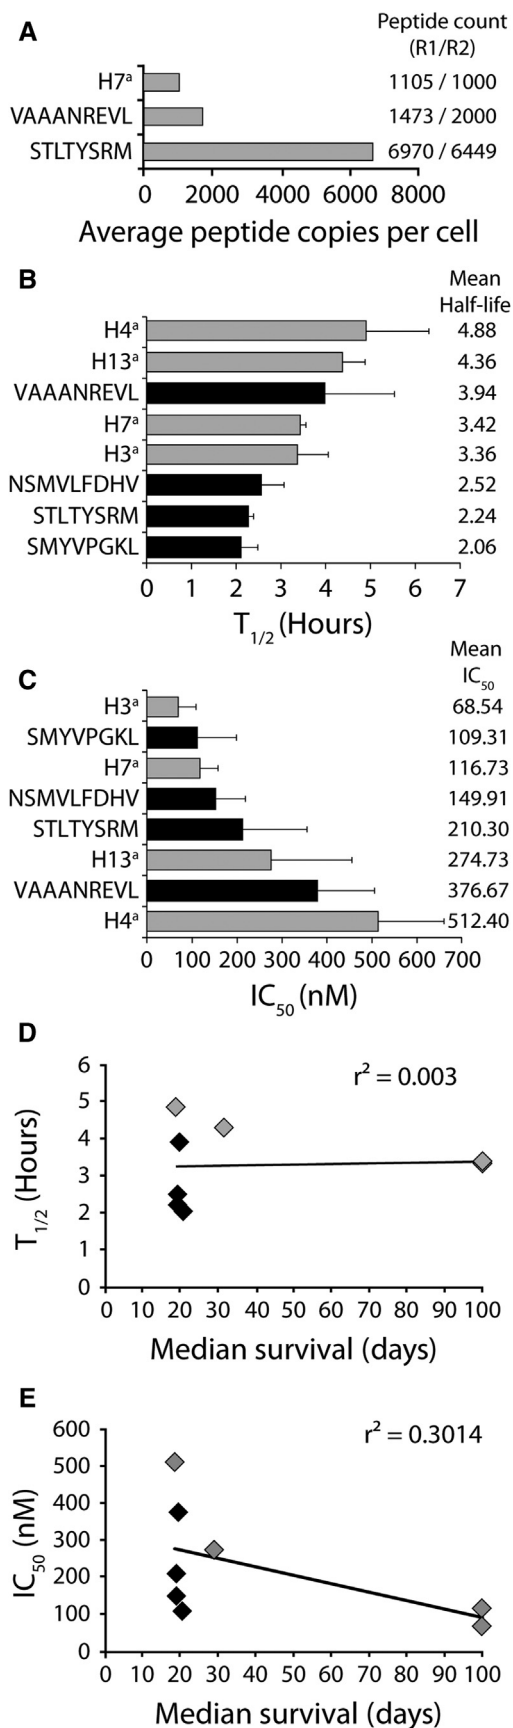 A
Peptide count
(R1/R2)
H7ᵃ 1105 / 1000
VAAANREVL 1473 / 2000
STLTYSRM 6970 / 6449
0 2000 4000 6000 8000
Average peptide copies per cell
B
Mean
Half-life
H4ᵃ 4.88
H13ᵃ 4.36
VAAANREVL 3.94
H7ᵃ 3.42
H3ᵃ 3.36
NSMVLFDHV 2.52
STLTYSRM 2.24
SMYVPGKL 2.06
0 1 2 3 4 5 6 7
T1/2 (Hours)
C
Mean
IC50
H3ᵃ 68.54
SMYVPGKL 109.31
H7ᵃ 116.73
NSMVLFDHV 149.91
STLTYSRM 210.30
H13ᵃ 274.73
VAAANREVL 376.67
H4ᵃ 512.40
0 100 200 300 400 500 600 700
IC50 (nM)
D
r² = 0.003
6
5
4
3
2
1
0
T1/2 (Hours)
0 10 20 30 40 50 60 70 80 90 100
Median survival (days)
E
r² = 0.3014
600
500
400
300
200
100
0
IC50 (nM)
0 10 20 30 40 50 60 70 80 90 100
Median survival (days)